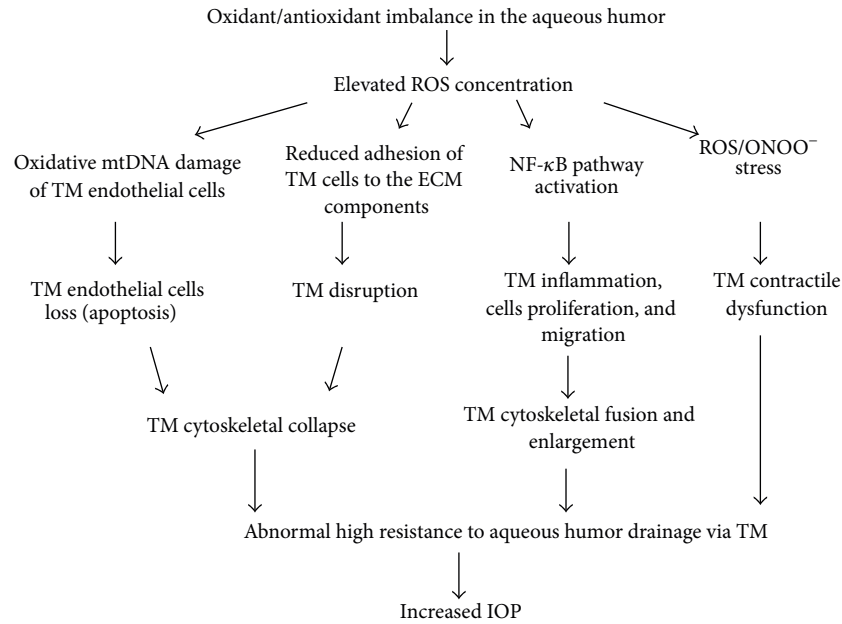 Oxidant/antioxidant imbalance in the aqueous humor
Elevated ROS concentration
Oxidative mtDNA damage
of TM endothelial cells
Reduced adhesion of
TM cells to the ECM
components
NF-κB pathway
activation
ROS/ONOO⁻
stress
TM endothelial cells
loss (apoptosis)
TM disruption
TM inflammation,
cells proliferation, and
migration
TM contractile
dysfunction
TM cytoskeletal collapse
TM cytoskeletal fusion and
enlargement
Abnormal high resistance to aqueous humor drainage via TM
Increased IOP